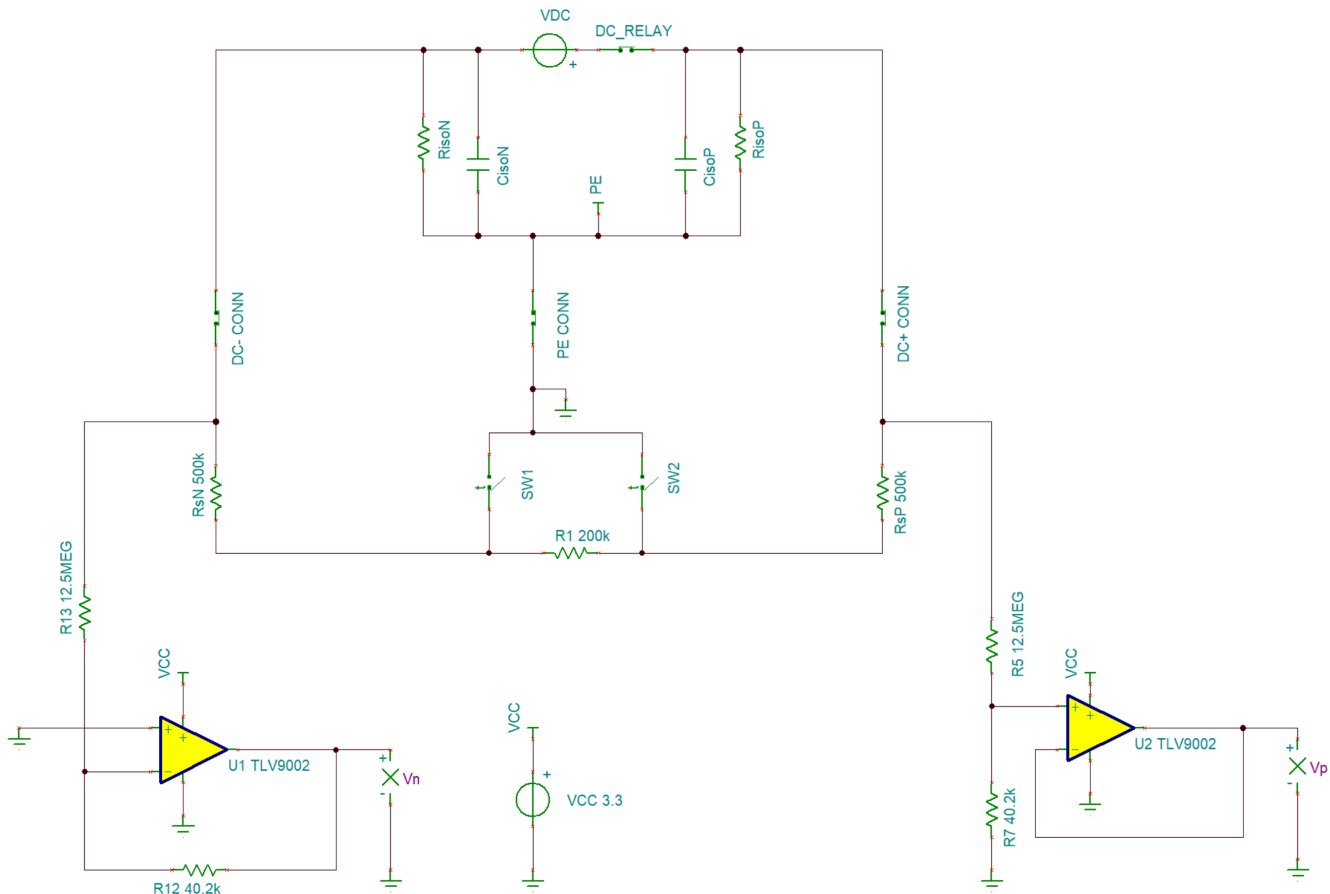 VDC
DC_RELAY
+
RisoN
CisoN
CisoP
RisoP
PE
DC- CONN
PE CONN
DC+ CONN
RsN 500k
SW1
SW2
RsP 500k
R1 200k
R13 12.5MEG
R5 12.5MEG
VCC
VCC
VCC
+
+
-
U1 TLV9002
+
-
Vn
+
VCC 3.3
+
+
-
U2 TLV9002
+
-
Vp
R7 40.2k
R12 40.2k